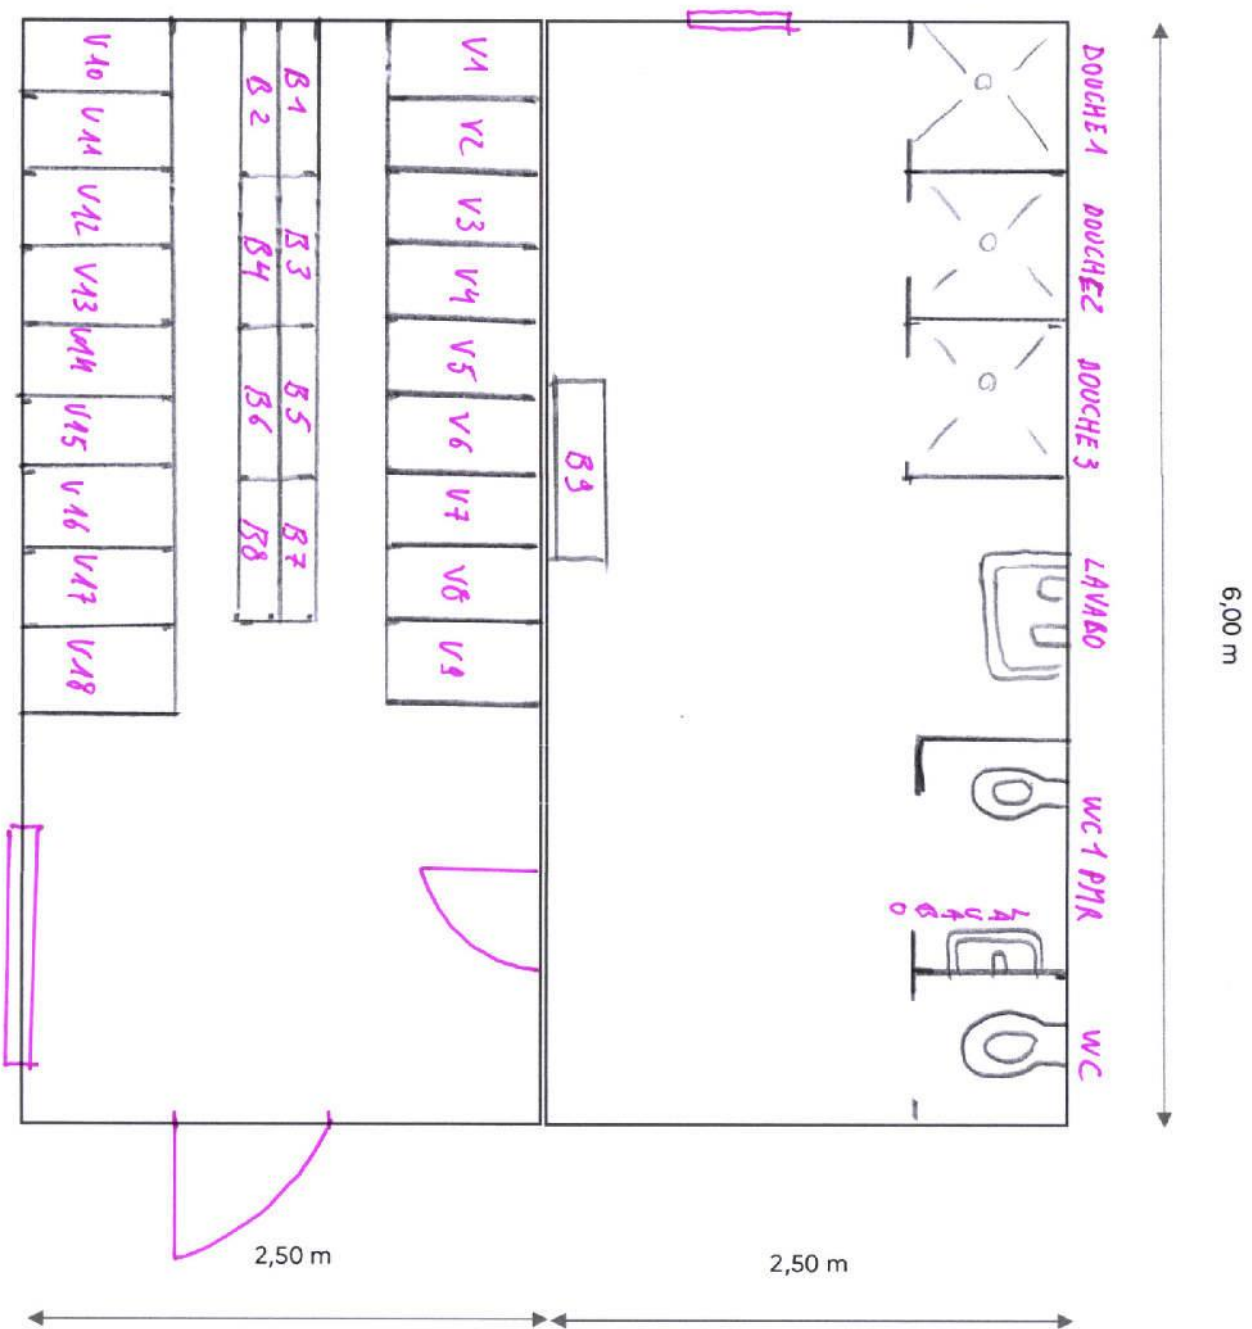 DOUCHE 1
DOUCHE 2
DOUCHE 3
LAVABO
WC 1 PMR
LAVABO
WC
6,00 m
V1
V2
V3
V4
V5
V6
V7
V8
V9
B1
B2
B3
B4
B5
B6
B7
B8
B9
V10
V11
V12
V13
V14
V15
V16
V17
V18
2,50 m
2,50 m